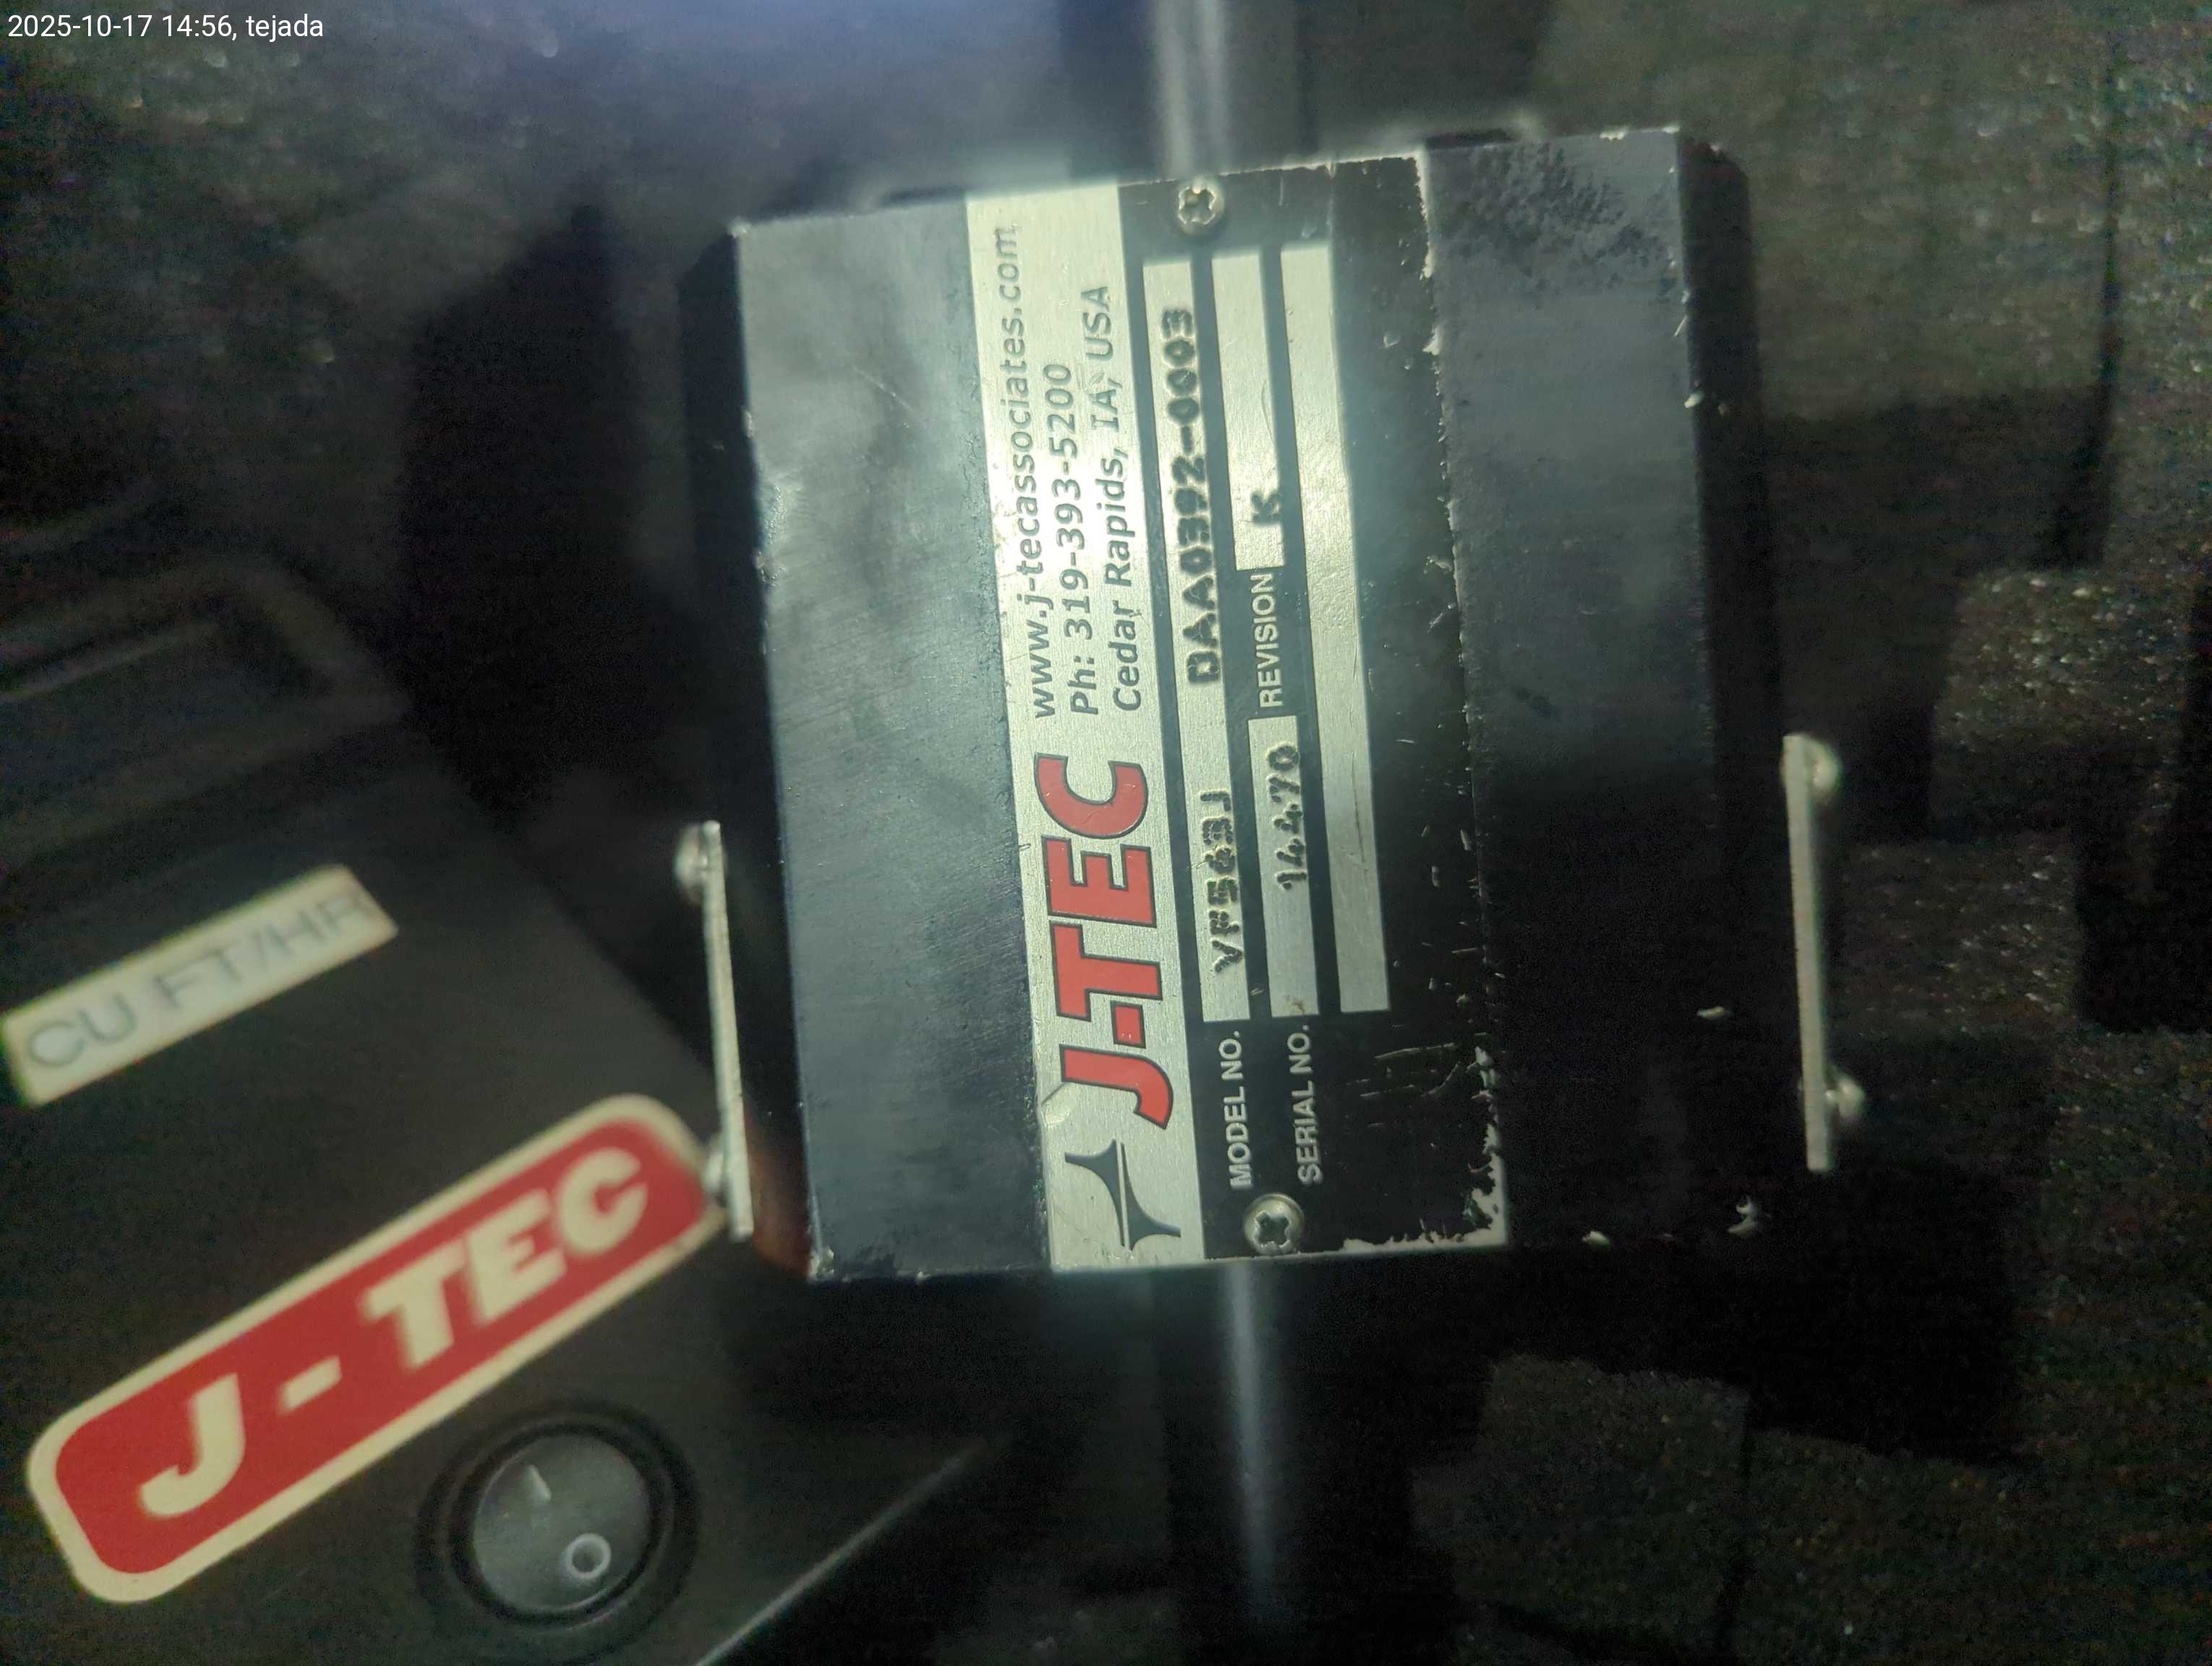 2025-10-17 14:56, tejada
www.j-tecassociates.com
Ph: 319-393-5200
Cedar Rapids, IA, USA
J-TEC
MODEL NO. VF563J DAA0392-0003
SERIAL NO. 14470 REVISION K
CU FT/HR
J-TEC